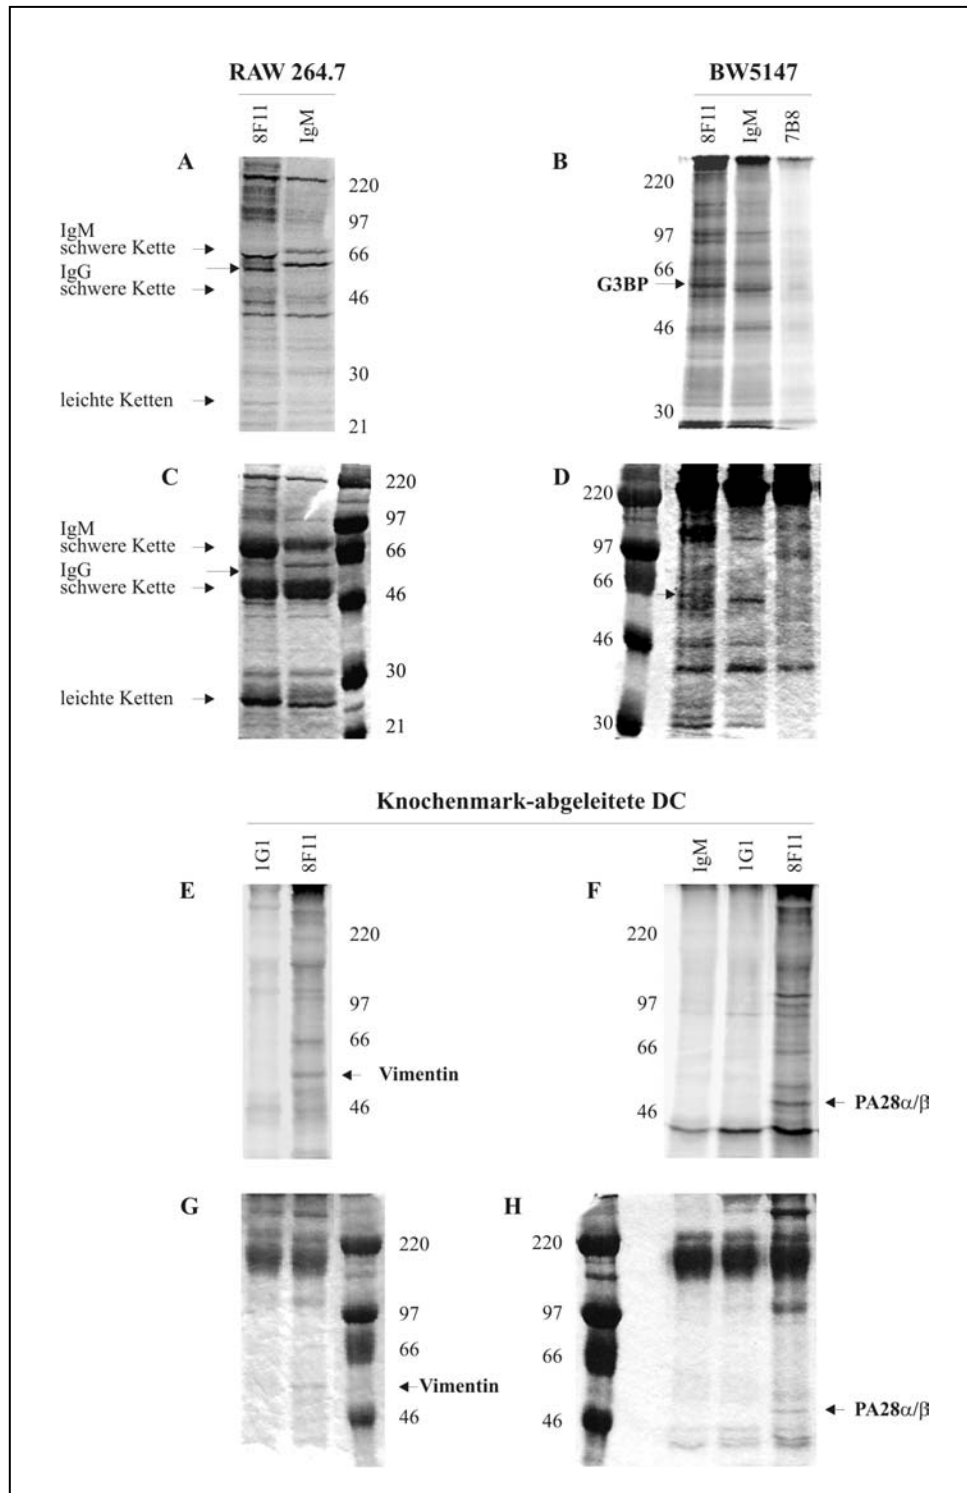 RAW 264.7
BW5147
8F11
IgM
8F11
IgM
7B8
A
220
97
66
46
30
21
IgM
schwere Kette
IgG
schwere Kette
leichte Ketten
B
220
97
66
G3BP
46
30
C
220
97
66
46
30
21
IgM
schwere Kette
IgG
schwere Kette
leichte Ketten
D
220
97
66
46
30
Knochenmark-abgeleitete DC
1G1
8F11
IgM
1G1
8F11
E
220
97
66
Vimentin
46
F
220
97
66
46
PA28α/β
G
220
97
66
Vimentin
46
H
220
97
66
46
PA28α/β